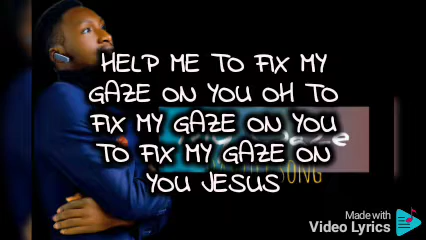 HELP ME TO FIX MY
GAZE ON YOU OH TO
FIX MY GAZE ON YOU
TO FIX MY GAZE ON
YOU JESUS
SONG
Made with
Video Lyrics